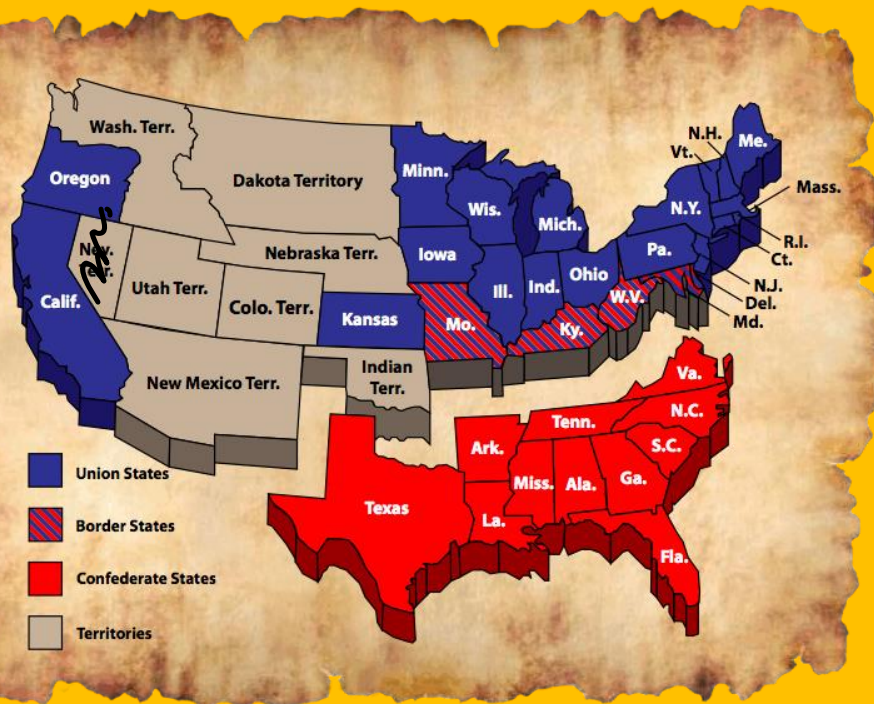 N.H.
Vt.
Me.
Wash. Terr.
Mass.
Minn.
Oregon
Dakota Territory
Wis.
N.Y.
Mich.
R.I.
Nev.
Nebraska Terr.
Iowa
Pa.
Ct.
Ohio
N.J.
Utah Terr.
Ill.
Ind.
W.V.
Del.
Calif.
Colo. Terr.
Kansas
Mo.
Ky.
Md.
New Mexico Terr.
Indian
Terr.
Va.
N.C.
Tenn.
Ark.
S.C.
Union States
Miss.
Ala.
Ga.
Texas
La.
Border States
Fla.
Confederate States
Territories